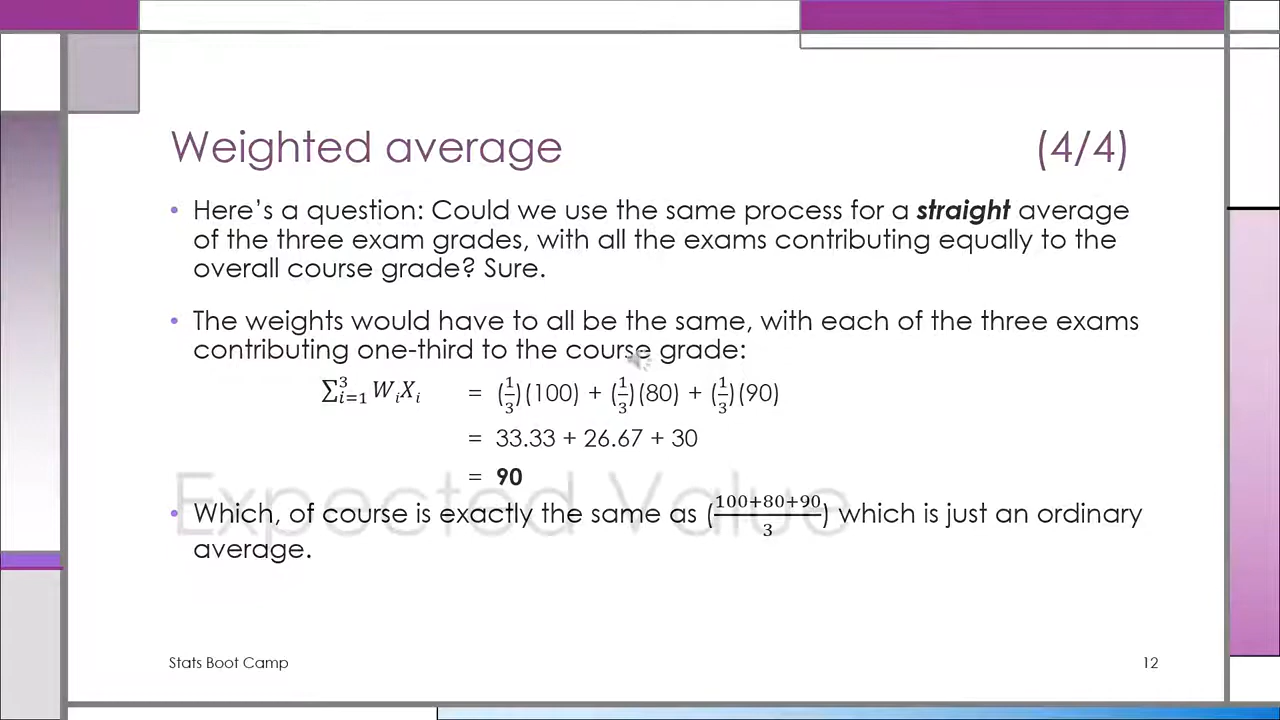 Weighted average (4/4)
• Here’s a question: Could we use the same process for a straight average
of the three exam grades, with all the exams contributing equally to the
overall course grade? Sure.
• The weights would have to all be the same, with each of the three exams
contributing one-third to the course grade:
∑³ᵢ₌₁ WᵢXᵢ = (1/3)(100) + (1/3)(80) + (1/3)(90)
= 33.33 + 26.67 + 30
= 90
Expected Value
• Which, of course is exactly the same as (100+80+90/3) which is just an ordinary
average.
Stats Boot Camp 12